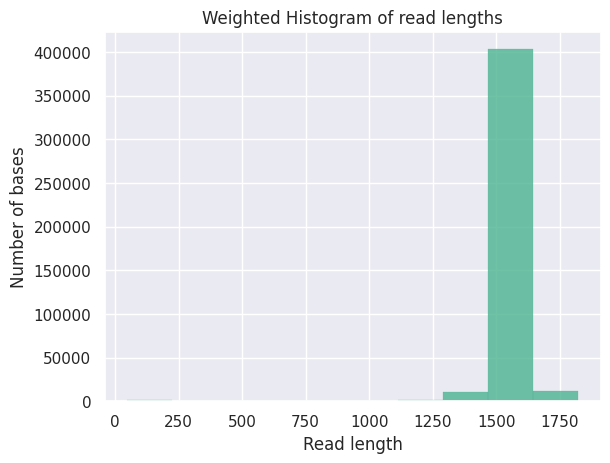 Weighted Histogram of read lengths
Number of bases
400000
350000
300000
250000
200000
150000
100000
50000
0
0 250 500 750 1000 1250 1500 1750
Read length